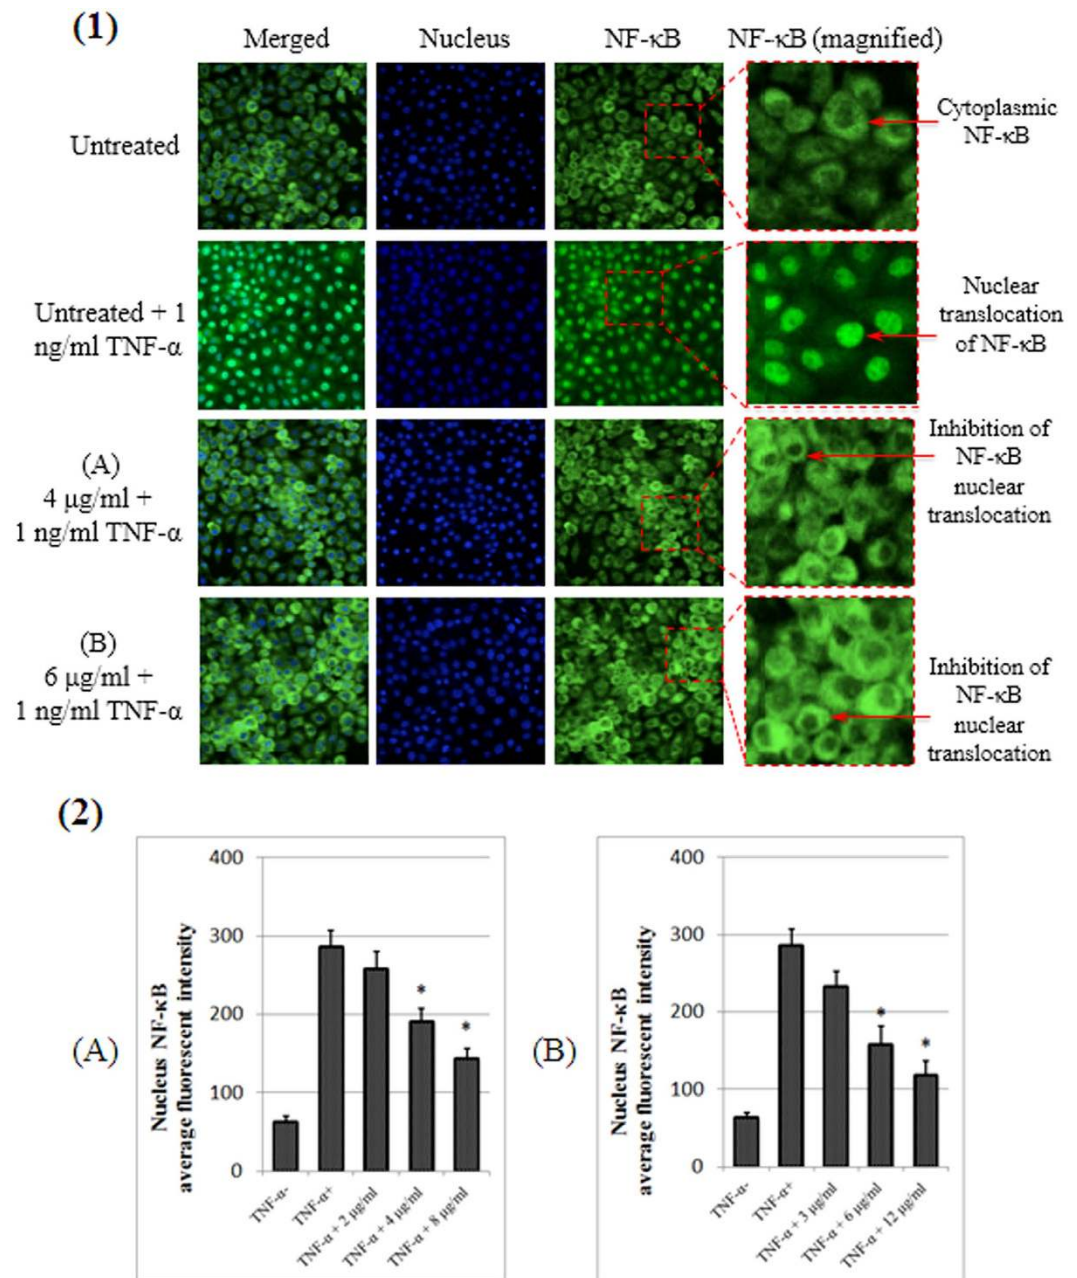 (1)
Merged Nucleus NF-κB NF-κB (magnified)
Untreated
Cytoplasmic
NF-κB
Untreated + 1
ng/ml TNF-α
Nuclear
translocation
of NF-κB
(A)
4 μg/ml +
1 ng/ml TNF-α
Inhibition of
NF-κB
nuclear
translocation
(B)
6 μg/ml +
1 ng/ml TNF-α
Inhibition of
NF-κB
nuclear
translocation
(2)
(A)
Nucleus NF-κB
average fluorescent intensity
400
300
200
100
0
*
*
TNF-α-
TNF-α+
TNF-α + 2 μg/ml
TNF-α + 4 μg/ml
TNF-α + 8 μg/ml
(B)
Nucleus NF-κB
average fluorescent intensity
400
300
200
100
0
*
*
TNF-α-
TNF-α+
TNF-α + 3 μg/ml
TNF-α + 6 μg/ml
TNF-α + 12 μg/ml